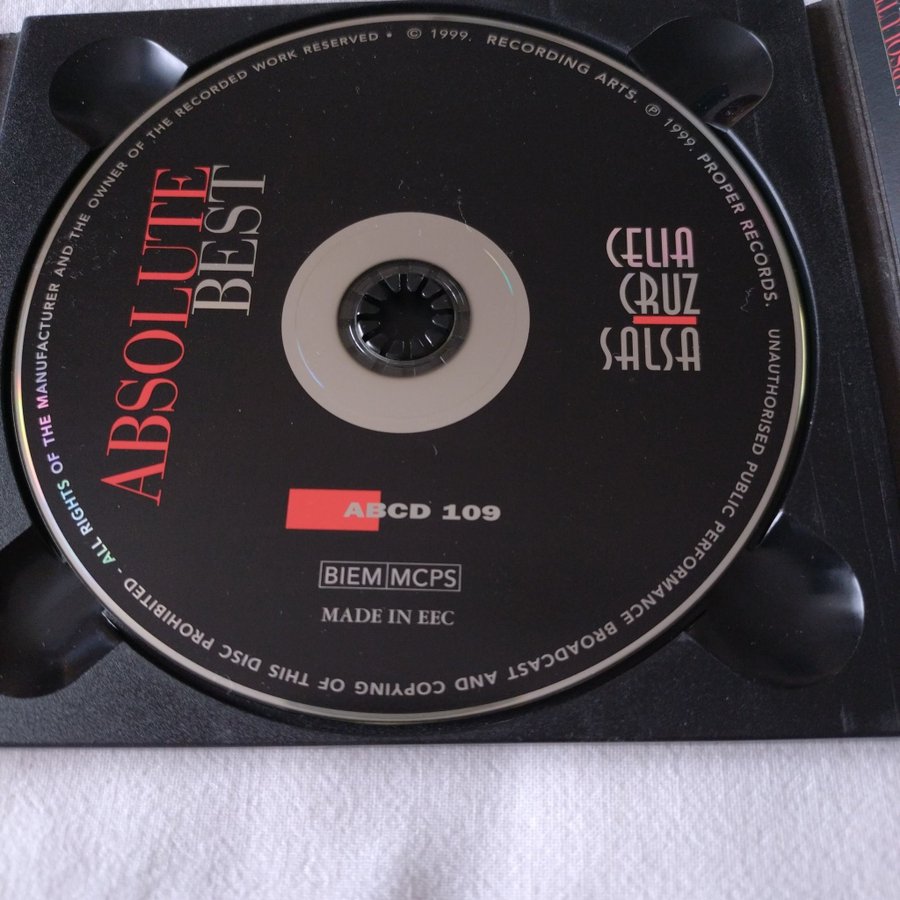 ALL RIGHTS OF THE MANUFACTURER AND THE OWNER OF THE RECORDED WORK RESERVED • © 1999. RECORDING ARTS. ℗ 1999. PROPER RECORDS. UNAUTHORISED PUBLIC PERFORMANCE BROADCAST AND COPYING OF THIS DISC PROHIBITED -
ABSOLUTE
BEST
CELIA
CRUZ
SALSA
ABCD 109
BIEM MCPS
MADE IN EEC